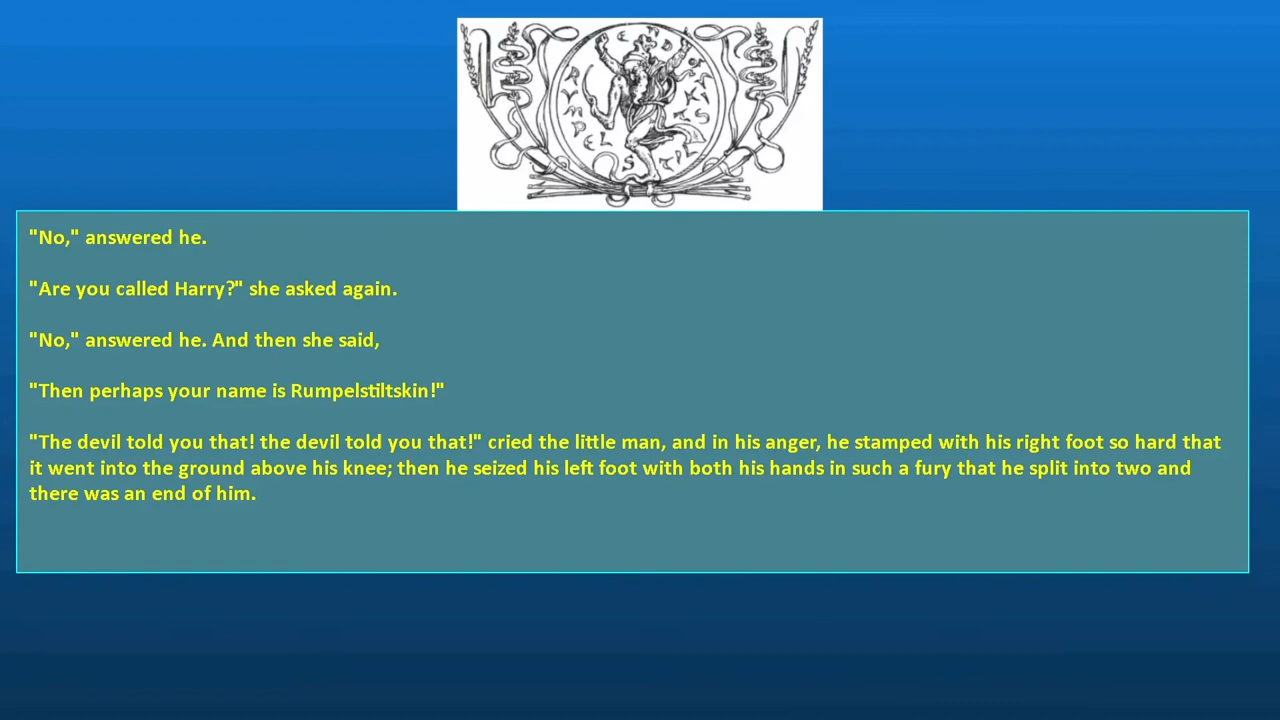 END OF
RUMPELSTILTSKIN
"No," answered he.
"Are you called Harry?" she asked again.
"No," answered he. And then she said,
"Then perhaps your name is Rumpelstiltskin!"
"The devil told you that! the devil told you that!" cried the little man, and in his anger, he stamped with his right foot so hard that
it went into the ground above his knee; then he seized his left foot with both his hands in such a fury that he split into two and
there was an end of him.